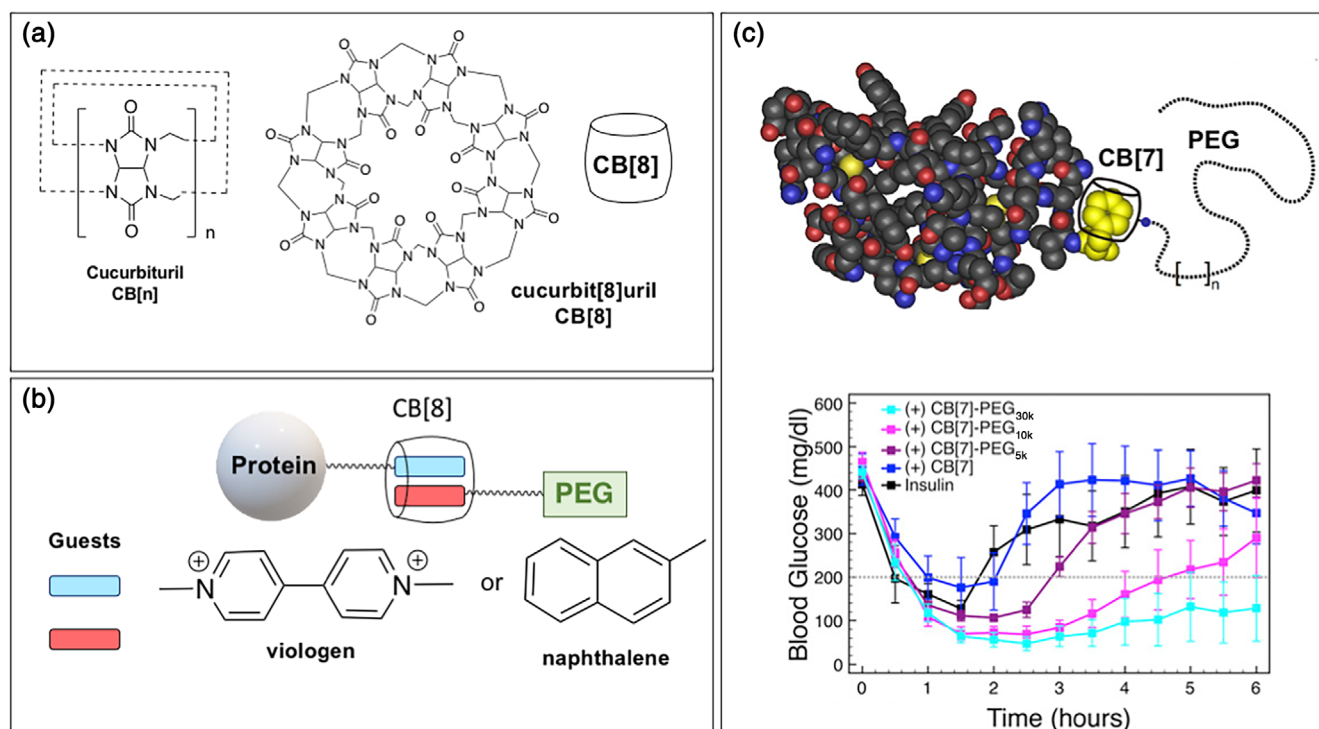 (a)
O
N
N
N
N
O
n
Cucurbituril
CB[n]
CB[8]
cucurbit[8]uril
CB[8]
(b)
CB[8]
Protein
PEG
Guests
viologen
or
naphthalene
(c)
PEG
CB[7]
[ ]n
(+) CB[7]-PEG30k
(+) CB[7]-PEG10k
(+) CB[7]-PEG5k
(+) CB[7]
Insulin
Blood Glucose (mg/dl)
600
500
400
300
200
100
0
0 1 2 3 4 5 6
Time (hours)